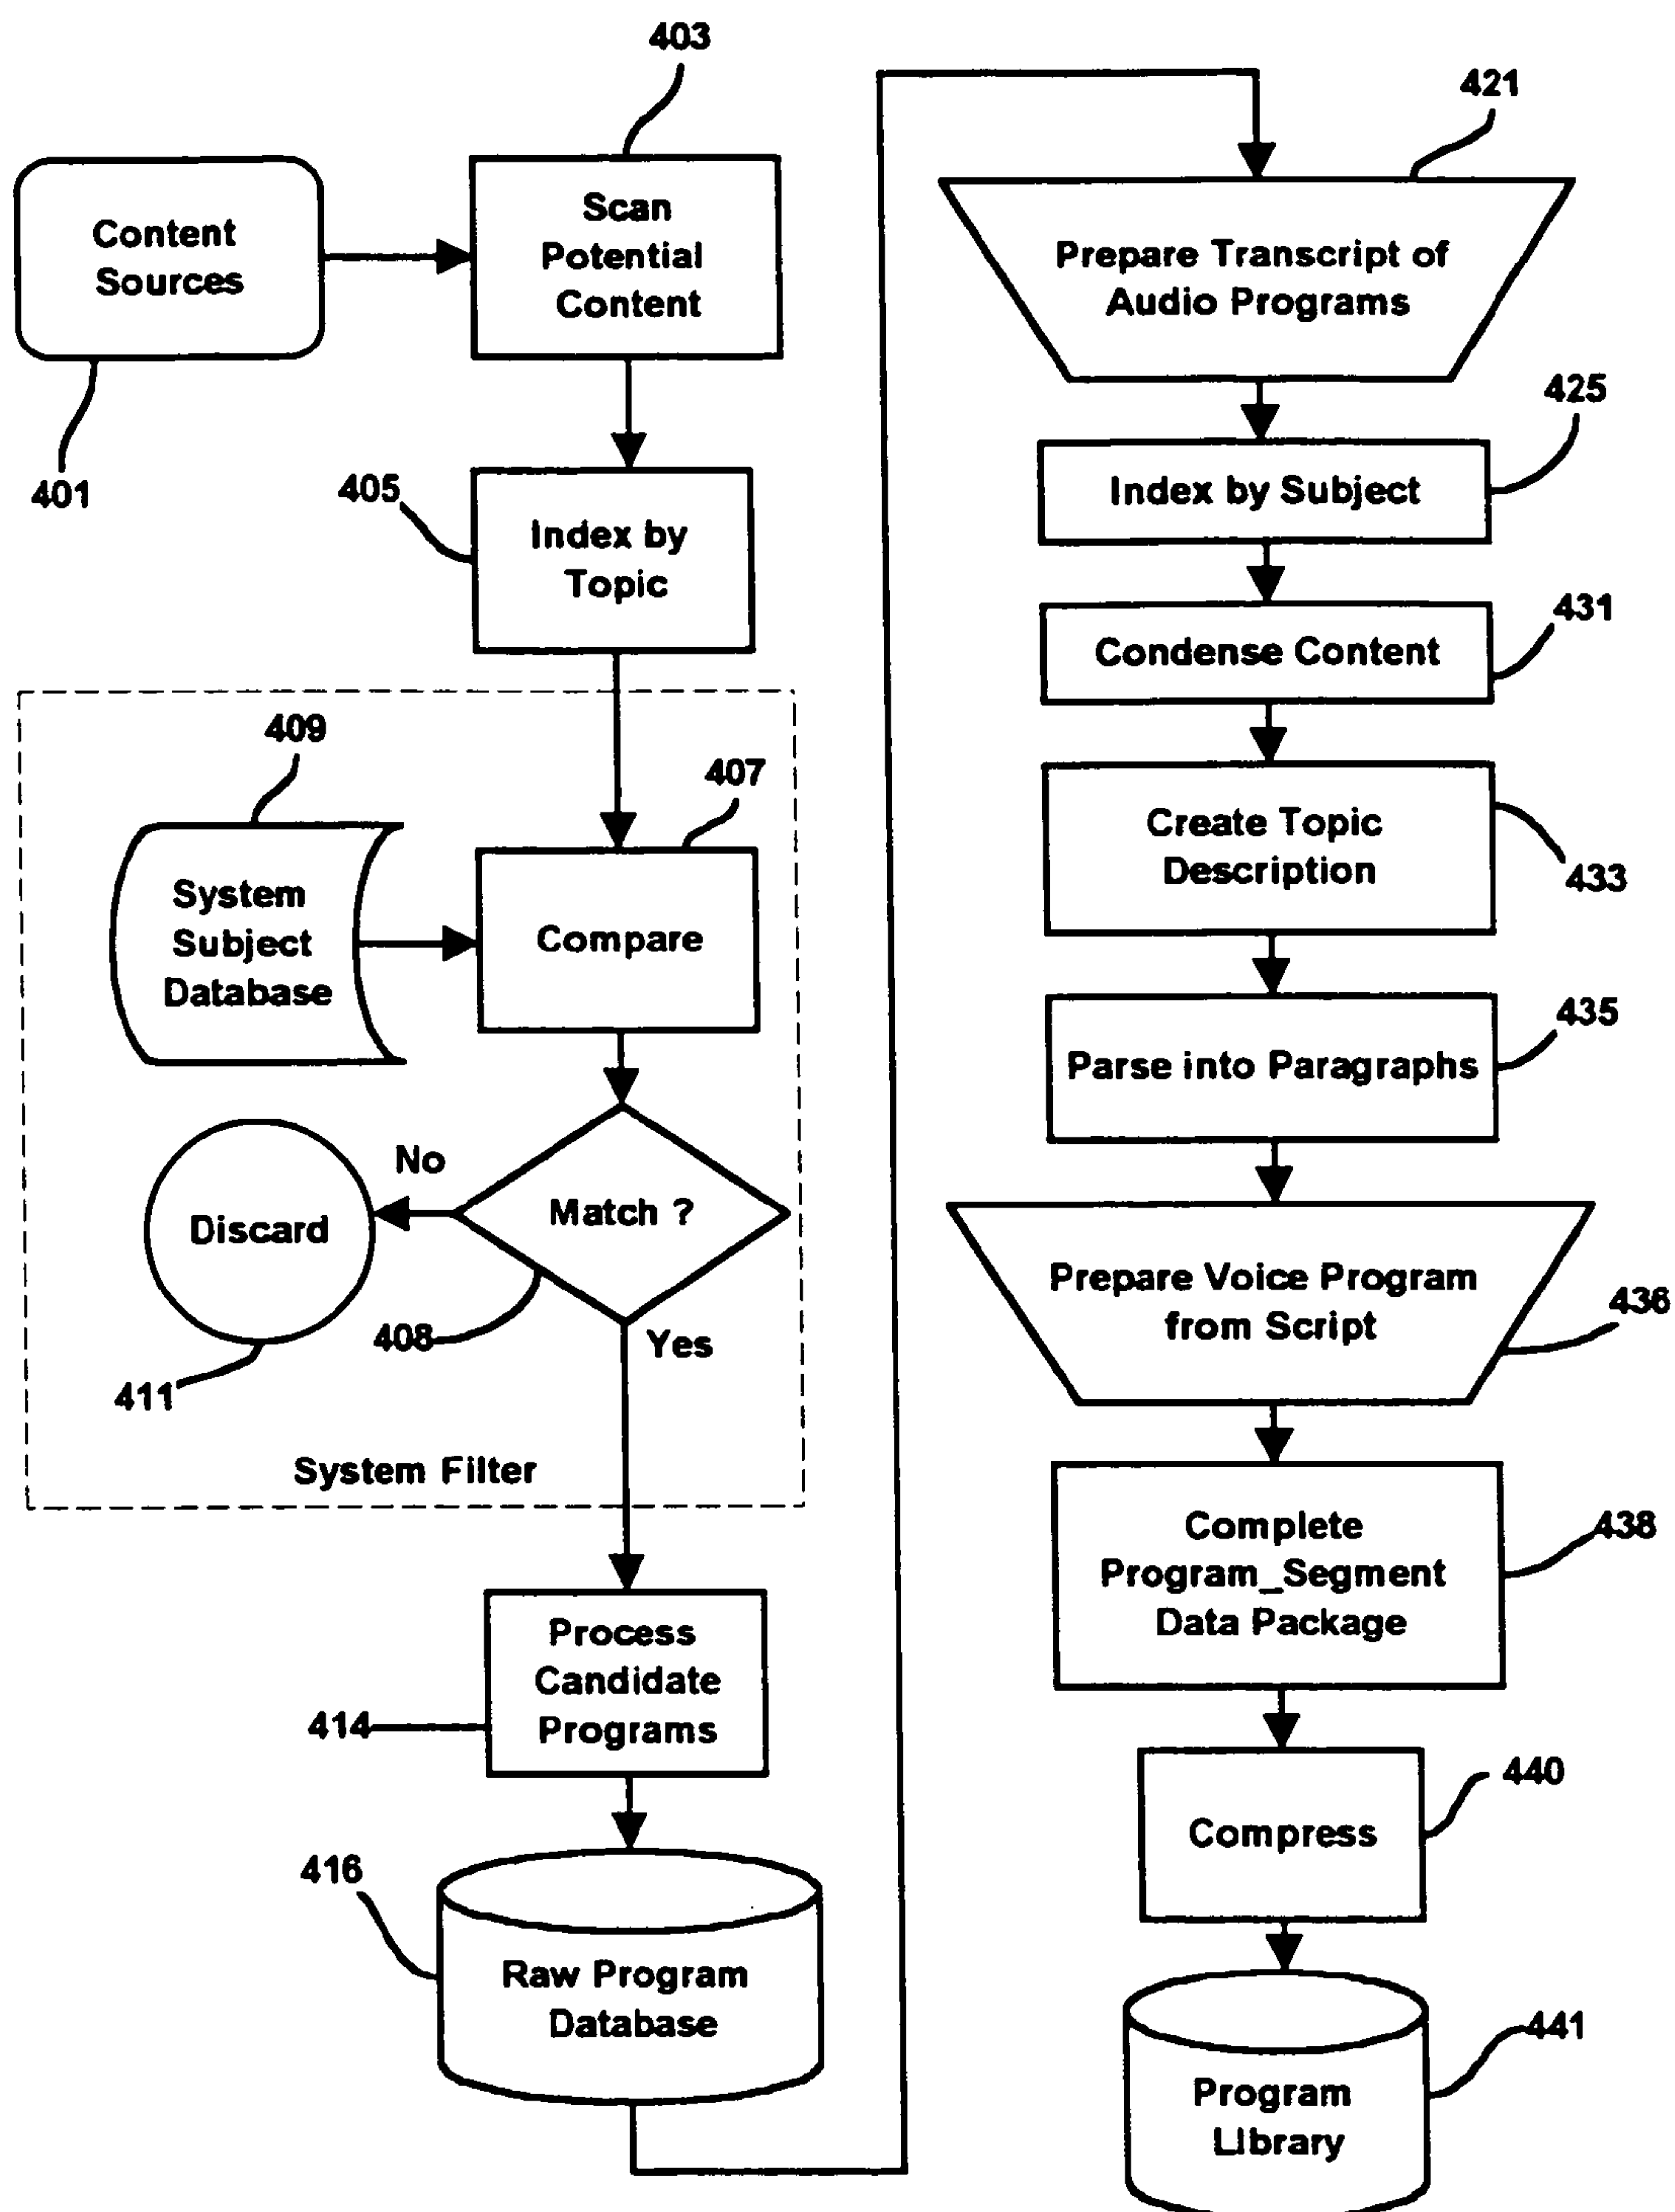 403
Content
Sources
401
Scan
Potential
Content
405
Index by
Topic
409
407
System
Subject
Database
Compare
No
Match ?
Discard
408
Yes
411
System Filter
Process
Candidate
Programs
414
416
Raw Program
Database
421
Prepare Transcript of
Audio Programs
425
Index by Subject
431
Condense Content
Create Topic
Description
433
435
Parse into Paragraphs
Prepare Voice Program
from Script
436
Complete
Program_Segment
Data Package
438
440
Compress
441
Program
Library